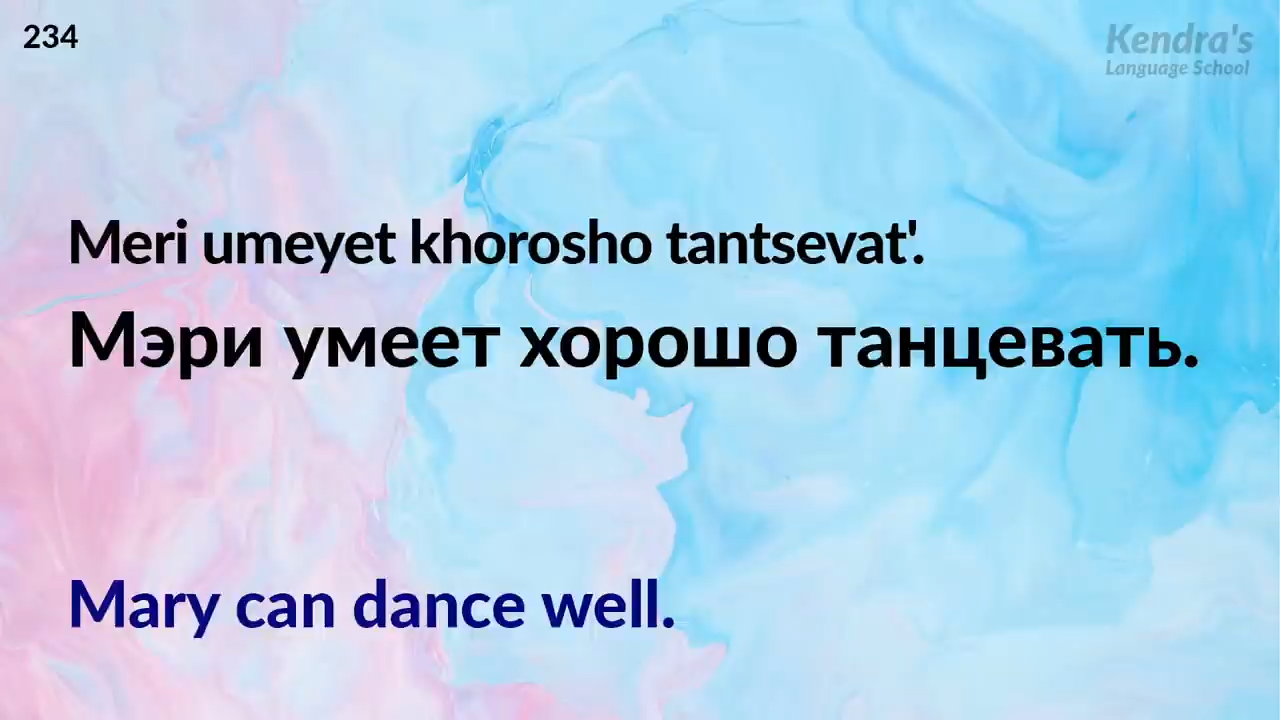 234
Kendra's
Language School
Meri umeyet khorosho tantsevat'.
Мэри умеет хорошо танцевать.
Mary can dance well.